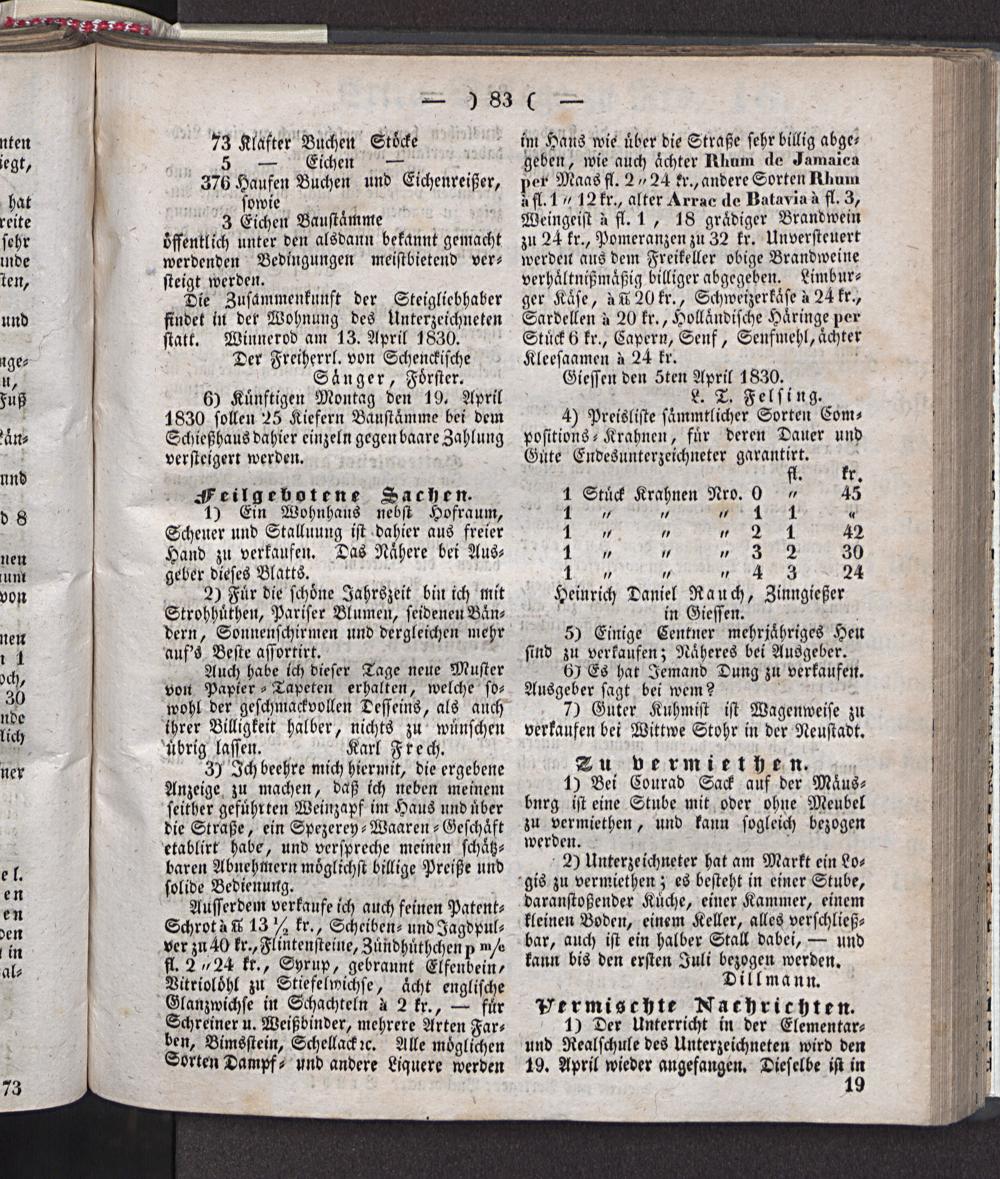 — ) 83 ( —
73 Klafter Buchen Stöcke
5 — Eichen —
376 Haufen Buchen und Eichenreißer,
sowie
3 Eichen Baustämme
öffentlich unter den alsdann bekannt gemacht
werdenden Bedingungen meistbietend ver-
steigt werden.
Die Zusammenkunft der Steigliebhaber
findet in der Wohnung des Unterzeichneten
statt. Winnerod am 13. April 1830.
Der Freiherrl. von Schenckische
Sänger, Förster.
6) Künftigen Montag den 19. April
1830 sollen 25 Kiefern Baustämme bei dem
Schießhaus dahier einzeln gegen baare Zahlung
versteigert werden.
Feilgebotene Sachen.
1) Ein Wohnhaus nebst Hofraum,
Scheuer und Stalluung ist dahier aus freier
Hand zu verkaufen. Das Nähere bei Aus-
geber dieses Blatts.
2) Für die schöne Jahrszeit bin ich mit
Strohhüthen, Pariser Blumen, seidenen Bän-
dern, Sonnenschirmen und dergleichen mehr
auf's Beste assortirt.
Auch habe ich dieser Tage neue Muster
von Papier-Tapeten erhalten, welche so-
wohl der geschmackvollen Desseins, als auch
ihrer Billigkeit halber, nichts zu wünschen
übrig lassen. Karl Frech.
3) Ich beehre mich hiermit, die ergebene
Anzeige zu machen, daß ich neben meinem
seither geführten Weinzapf im Haus und über
die Straße, ein Spezerey-Waaren-Geschäft
etablirt habe, und verspreche meinen schätz-
baren Abnehmern möglichst billige Preiße und
solide Bedienung.
Ausserdem verkaufe ich auch feinen Patent-
Schrot à ℔ 13 1/2 kr., Scheiben- und Jagdpul-
ver zu 40 kr., Flintensteine, Zündhüthchen p m/c
fl. 2 〃 24 kr., Syrup, gebrannt Elfenbein,
Vitriolöhl zu Stiefelwichse, ächt englische
Glanzwichse in Schachteln à 2 kr., — für
Schreiner u. Weißbinder, mehrere Arten Far-
ben, Bimsstein, Schellack ꝛc. Alle möglichen
Sorten Dampf- und andere Liquere werden
im Haus wie über die Straße sehr billig abge-
geben, wie auch ächter Rhum de Jamaica
per Maas fl. 2 〃 24 kr., andere Sorten Rhum
à fl. 1 〃 12 kr., alter Arrac de Batavia à fl. 3,
Weingeist à fl. 1, 18 grädiger Brandwein
zu 24 kr., Pomeranzen zu 32 kr. Unversteuert
werden aus dem Freikeller obige Brandweine
verhältnißmäßig billiger abgegeben. Limbur-
ger Käse, à ℔ 20 kr., Schweizerkäse à 24 kr.,
Sardellen à 20 kr., Holländische Häringe per
Stück 6 kr., Capern, Senf, Senfmehl, ächter
Kleesaamen à 24 kr.
Giessen den 5ten April 1830.
L. T. Felsing.
4) Preisliste sämmtlicher Sorten Com-
positions-Krahnen, für deren Dauer und
Güte Endesunterzeichneter garantirt.
fl. kr.
1 Stück Krahnen Nro. 0 〃 45
1 〃 〃 〃 1 1 〃
1 〃 〃 〃 2 1 42
1 〃 〃 〃 3 2 30
1 〃 〃 〃 4 3 24
Heinrich Daniel Rauch, Zinngießer
in Giessen.
5) Einige Centner mehrjähriges Heu
sind zu verkaufen; Näheres bei Ausgeber.
6) Es hat Jemand Dung zu verkaufen.
Ausgeber sagt bei wem?
7) Guter Kuhmist ist Wagenweise zu
verkaufen bei Wittwe Stohr in der Neustadt.
Zu vermiethen.
1) Bei Conrad Sack auf der Mäus-
burg ist eine Stube mit oder ohne Meubel
zu vermiethen, und kann sogleich bezogen
werden.
2) Unterzeichneter hat am Markt ein Lo-
gis zu vermiethen; es besteht in einer Stube,
daranstoßender Küche, einer Kammer, einem
kleinen Boden, einem Keller, alles verschließ-
bar, auch ist ein halber Stall dabei, — und
kann bis den ersten Juli bezogen werden.
Dillmann.
Vermischte Nachrichten.
1) Der Unterricht in der Elementar-
und Realschule des Unterzeichneten wird den
19. April wieder angefangen. Dieselbe ist in
19